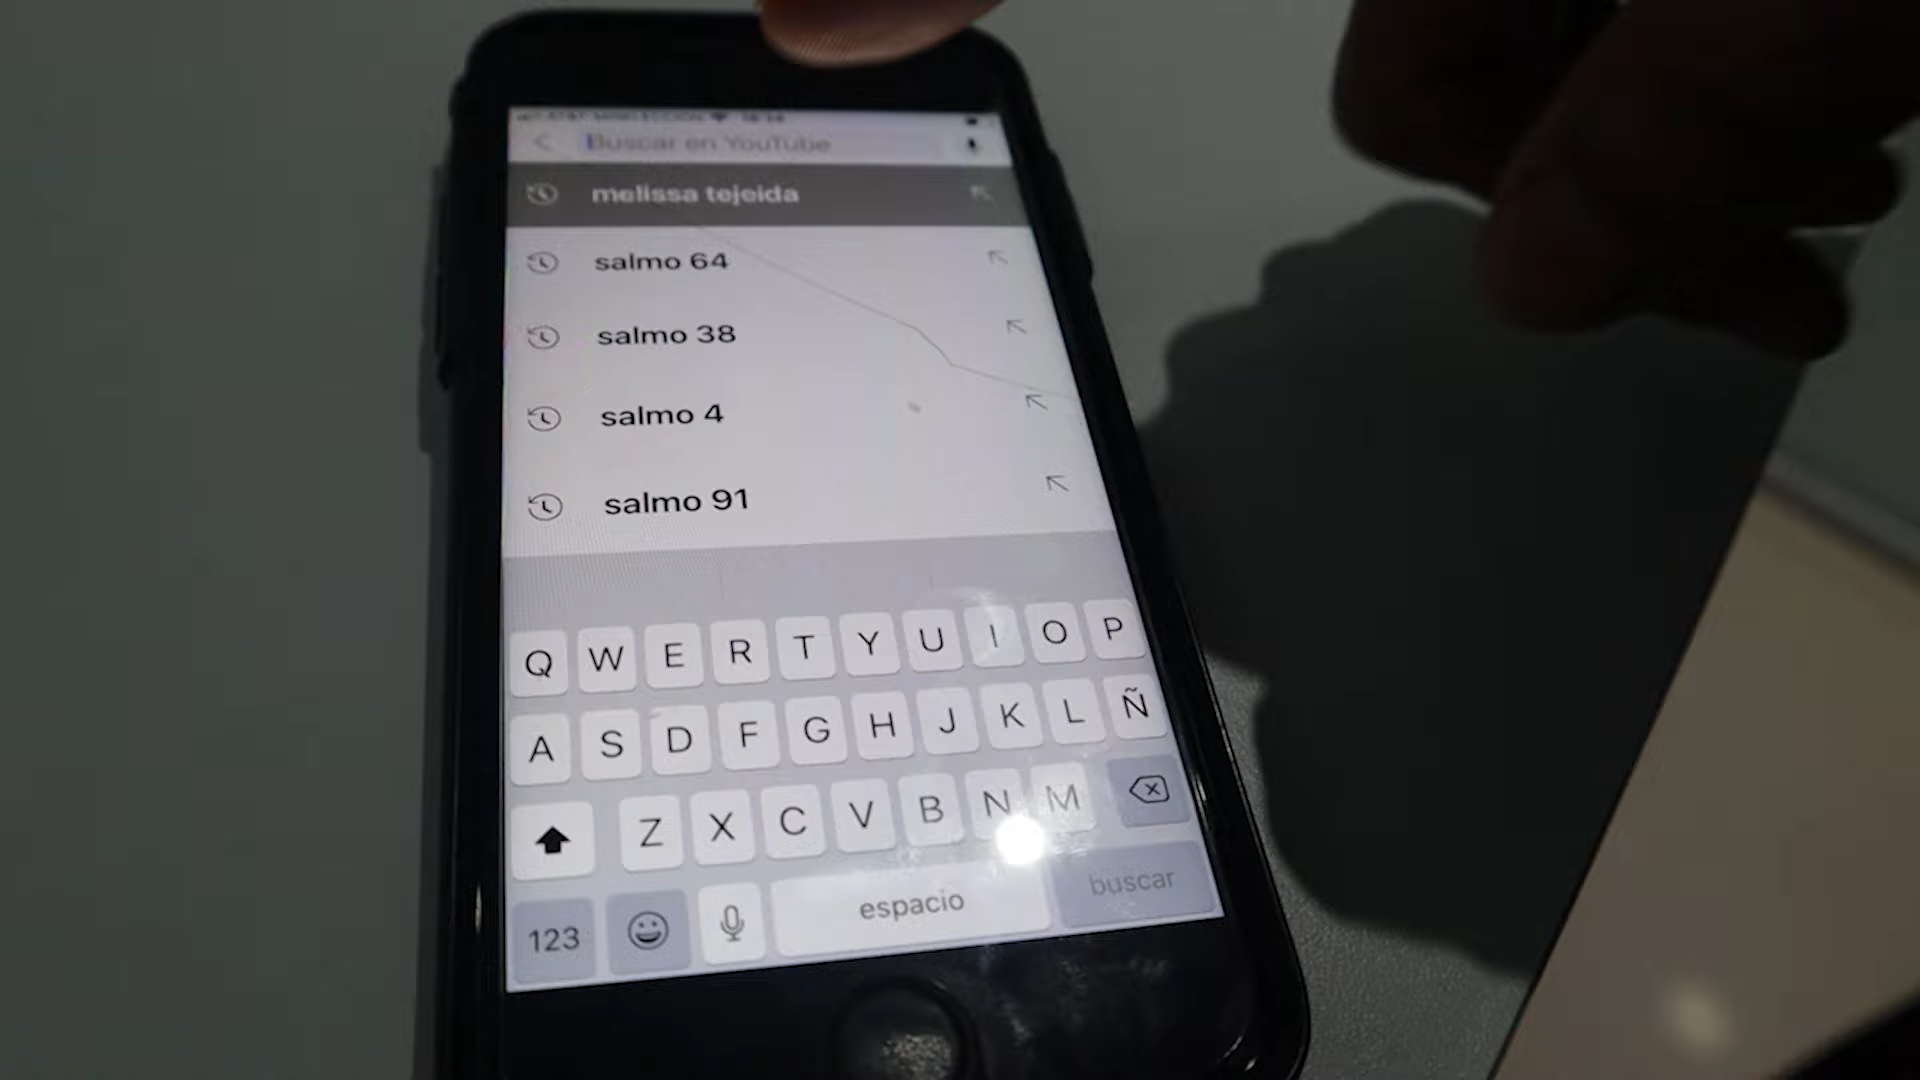 Buscar en YouTube
melissa tejeida
salmo 64
salmo 38
salmo 4
salmo 91
Q W E R T Y U I O P
A S D F G H J K L Ñ
Z X C V B N M
123 espacio buscar